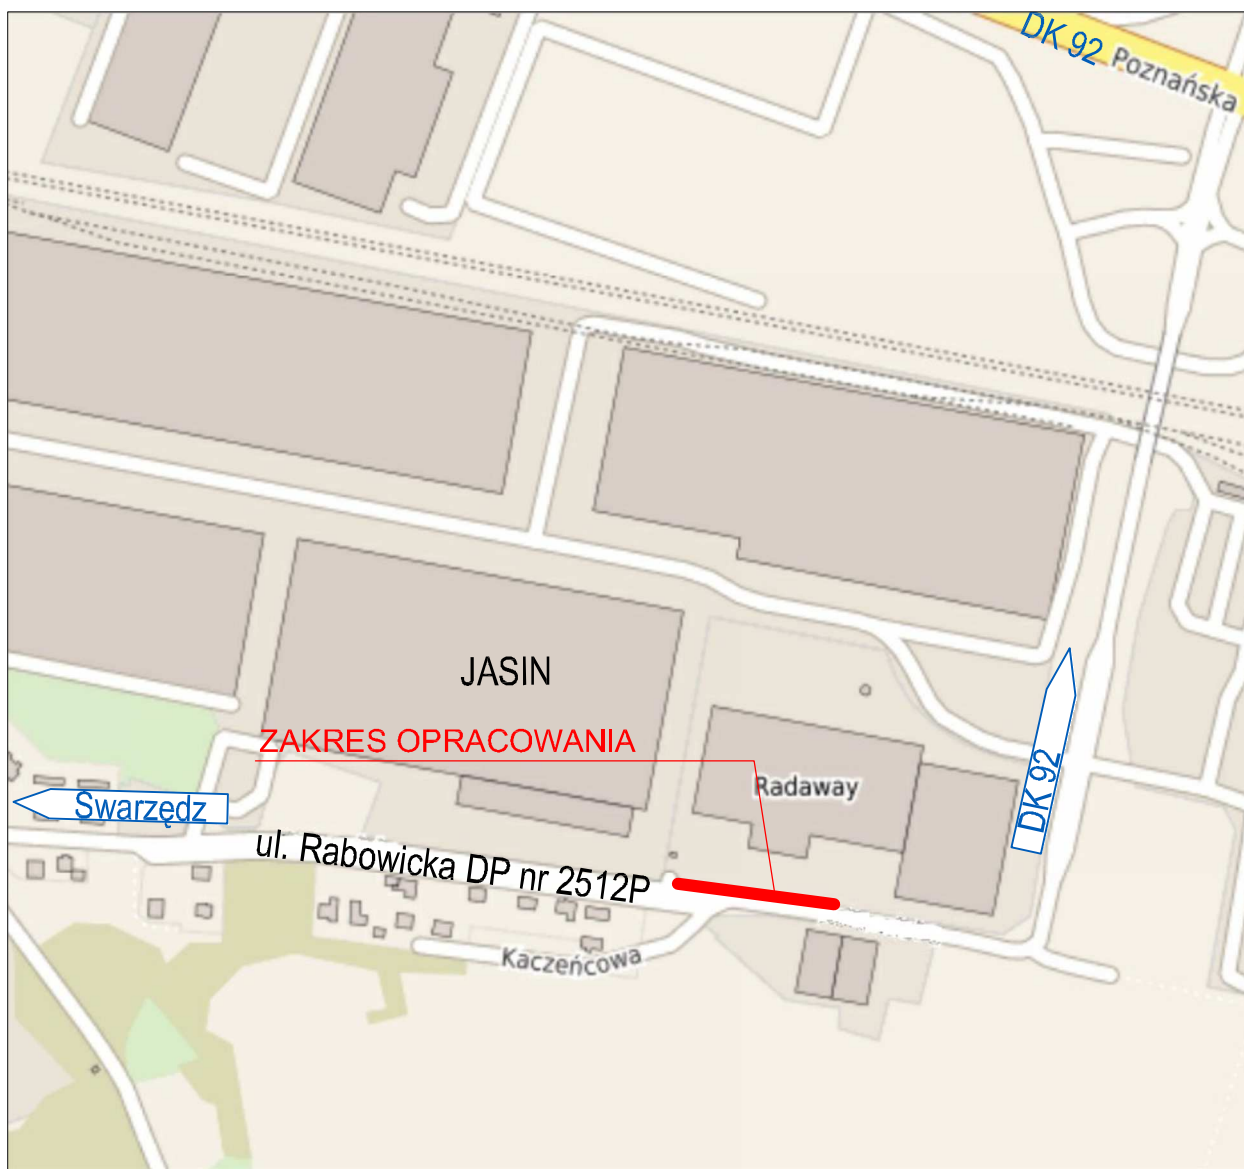 DK 92
Poznańska
JASIN
ZAKRES OPRACOWANIA
Radaway
DK 92
Swarzędz
ul. Rabowicka DP nr 2512P
Kaczeńcowa